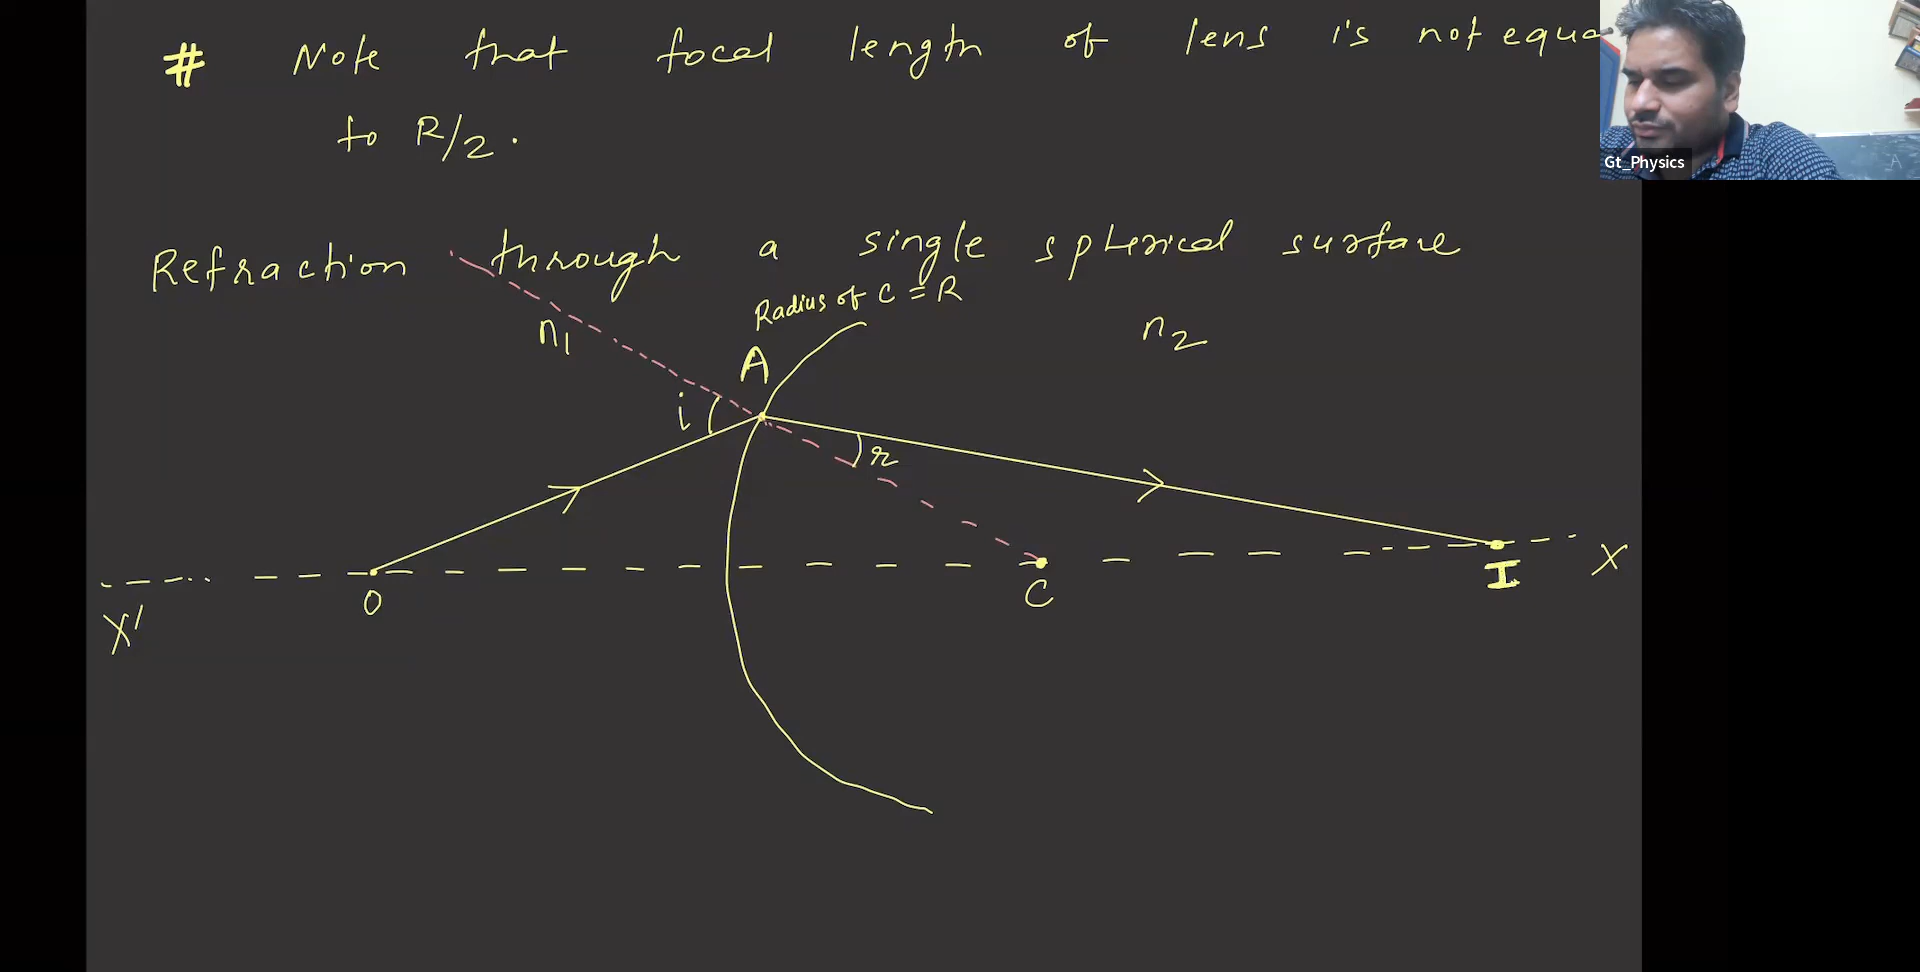 # Note that focal length of lens is not equa
to R/2.
Gt_Physics
Refraction through a single spherical surface
Radius of C = R
n1
n2
A
i
r
X'
O
C
I
X